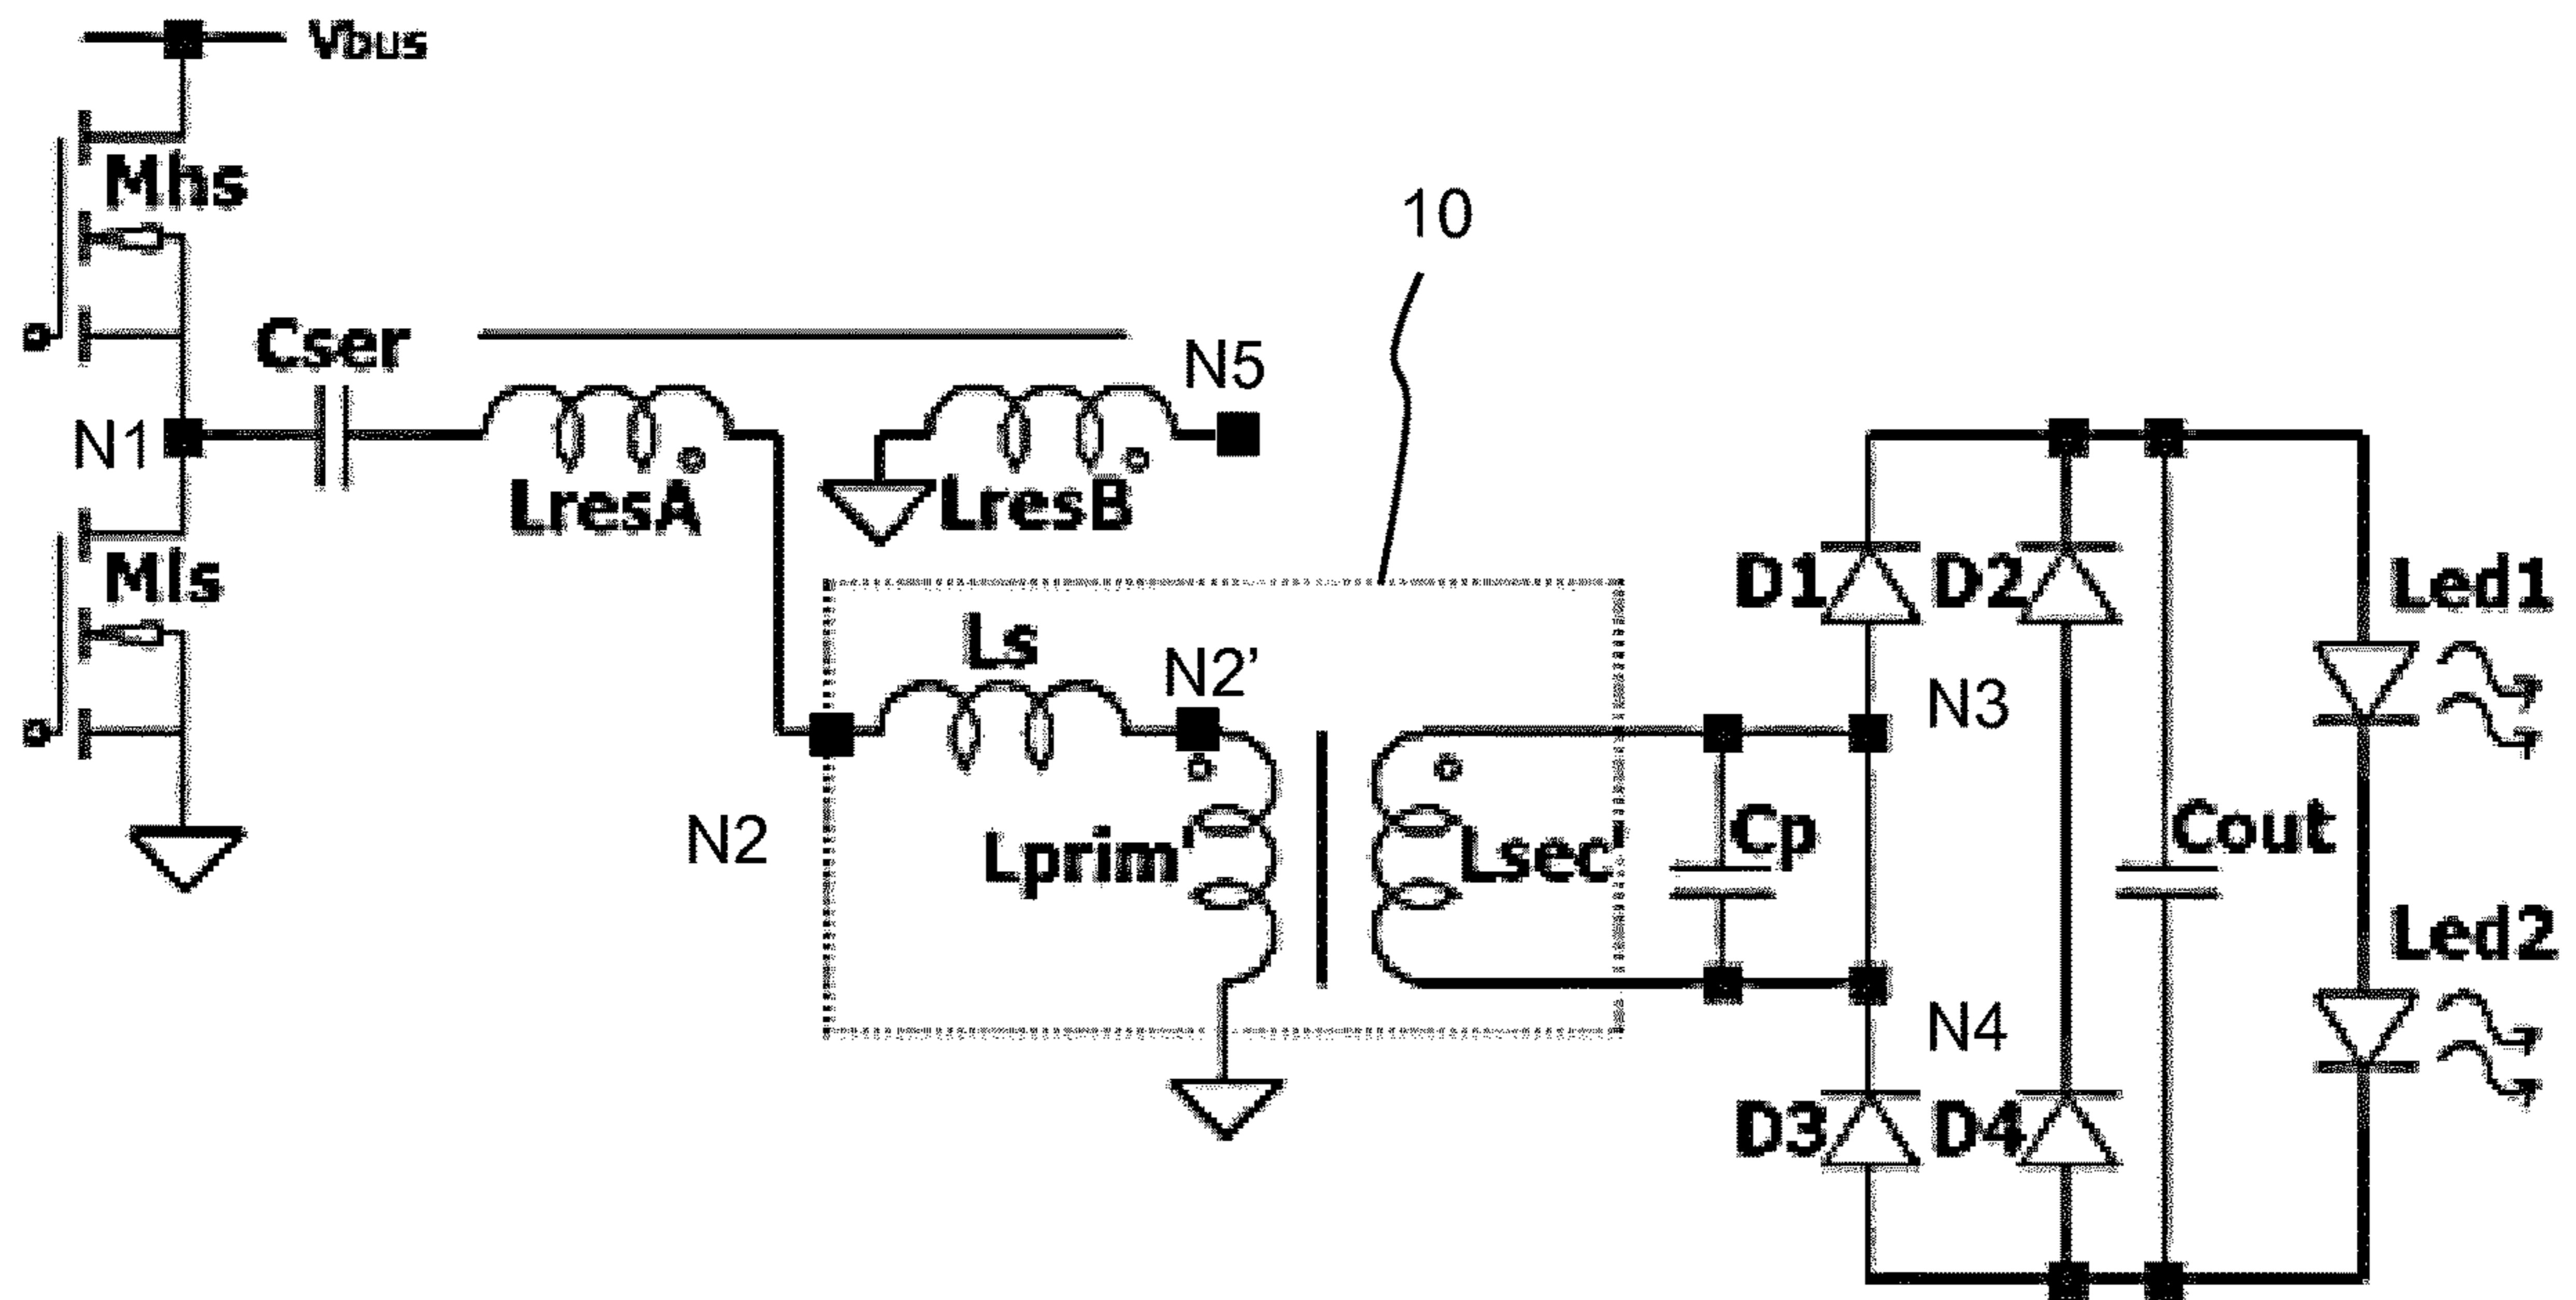 Vbus
Mhs
10
Cser
N5
N1
LresA
LresB
Mls
D1
D2
Led1
Ls
N2'
N3
N2
Lprim'
Lsec'
Cp
Cout
Led2
N4
D3
D4